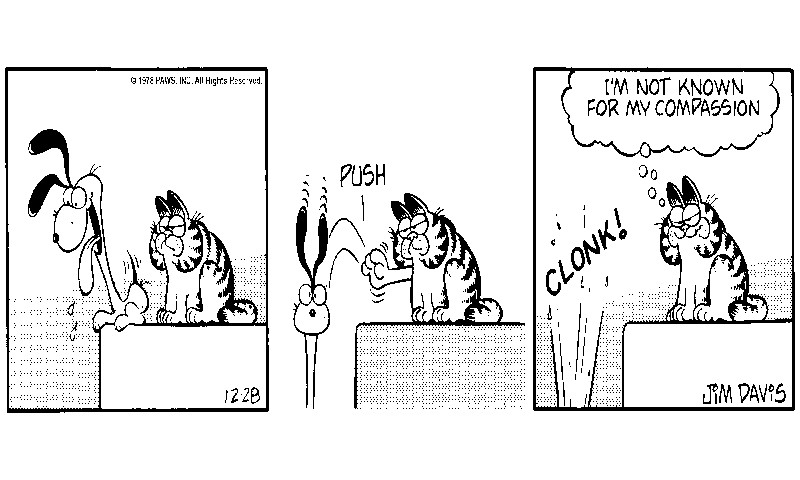 © 1978 PAWS, INC. All Rights Reserved.
12-28
PUSH
I'M NOT KNOWN
FOR MY COMPASSION
CLONK!
JIM DAVIS